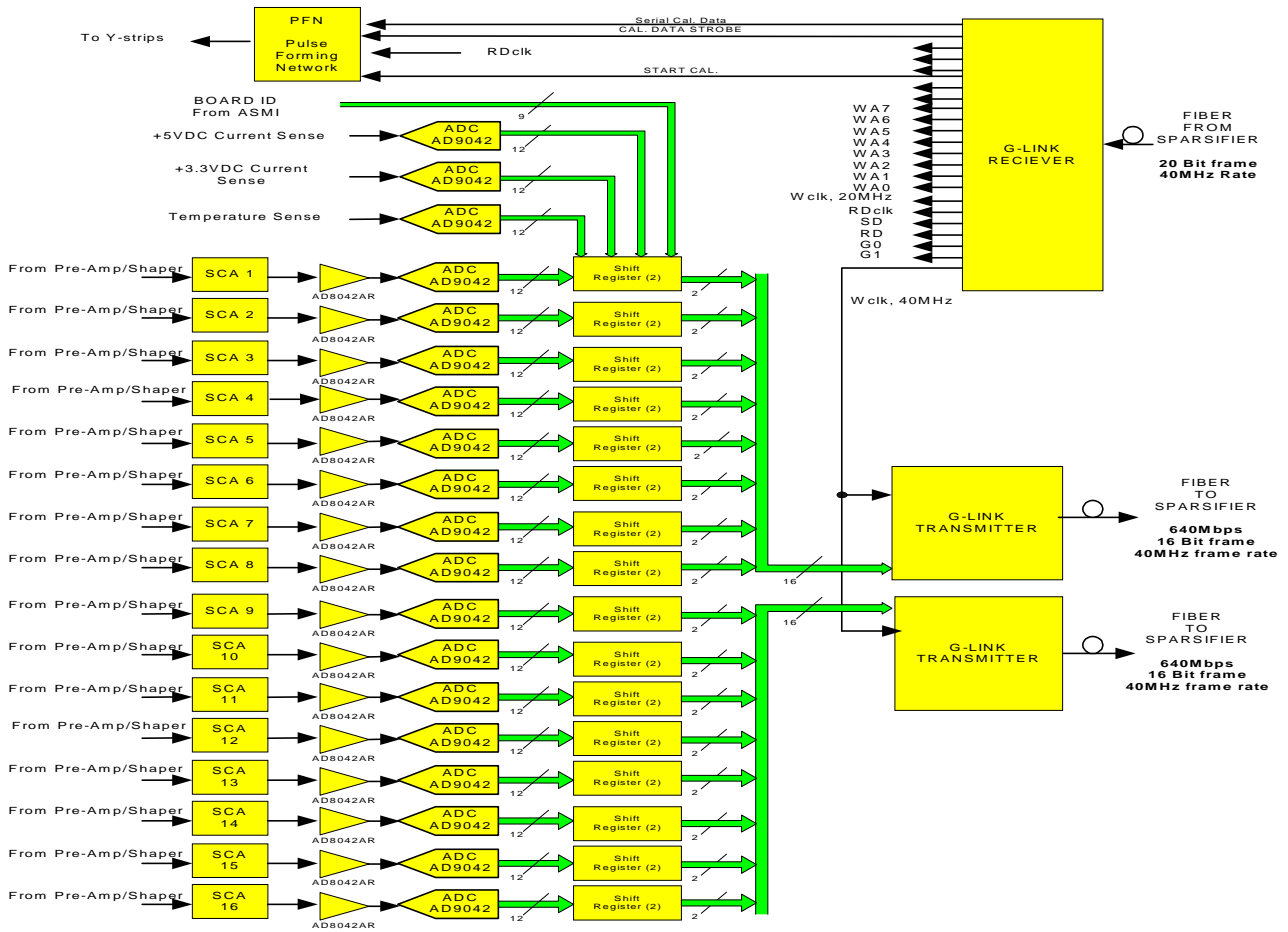 PFN
Pulse
Forming
Network
To Y-strips
Serial Cal. Data
CAL. DATA STROBE
RDclk
START CAL.
BOARD ID
From ASMI
9
+5VDC Current Sense
ADC
AD9042
12
+3.3VDC Current
Sense
ADC
AD9042
12
Temperature Sense
ADC
AD9042
12
WA7
WA6
WA5
WA4
WA3
WA2
WA1
WA0
Wclk, 20MHz
RDclk
SD
RD
G0
G1
G-LINK
RECIEVER
FIBER
FROM
SPARSIFIER
20 Bit frame
40MHz Rate
Wclk, 40MHz
From Pre-Amp/Shaper
SCA 1
AD8042AR
ADC
AD9042
12
Shift
Register (2)
2
From Pre-Amp/Shaper
SCA 2
AD8042AR
ADC
AD9042
12
Shift
Register (2)
2
From Pre-Amp/Shaper
SCA 3
AD8042AR
ADC
AD9042
12
Shift
Register (2)
2
From Pre-Amp/Shaper
SCA 4
AD8042AR
ADC
AD9042
12
Shift
Register (2)
2
From Pre-Amp/Shaper
SCA 5
AD8042AR
ADC
AD9042
12
Shift
Register (2)
2
From Pre-Amp/Shaper
SCA 6
AD8042AR
ADC
AD9042
12
Shift
Register (2)
2
From Pre-Amp/Shaper
SCA 7
AD8042AR
ADC
AD9042
12
Shift
Register (2)
2
From Pre-Amp/Shaper
SCA 8
AD8042AR
ADC
AD9042
12
Shift
Register (2)
2
16
G-LINK
TRANSMITTER
FIBER
TO
SPARSIFIER
640Mbps
16 Bit frame
40MHz frame rate
From Pre-Amp/Shaper
SCA 9
AD8042AR
ADC
AD9042
12
Shift
Register (2)
2
16
G-LINK
TRANSMITTER
FIBER
TO
SPARSIFIER
640Mbps
16 Bit frame
40MHz frame rate
From Pre-Amp/Shaper
SCA
10
AD8042AR
ADC
AD9042
12
Shift
Register (2)
2
From Pre-Amp/Shaper
SCA
11
AD8042AR
ADC
AD9042
12
Shift
Register (2)
2
From Pre-Amp/Shaper
SCA
12
AD8042AR
ADC
AD9042
12
Shift
Register (2)
2
From Pre-Amp/Shaper
SCA
13
AD8042AR
ADC
AD9042
12
Shift
Register (2)
2
From Pre-Amp/Shaper
SCA
14
AD8042AR
ADC
AD9042
12
Shift
Register (2)
2
From Pre-Amp/Shaper
SCA
15
AD8042AR
ADC
AD9042
12
Shift
Register (2)
2
From Pre-Amp/Shaper
SCA
16
AD8042AR
ADC
AD9042
12
Shift
Register (2)
2